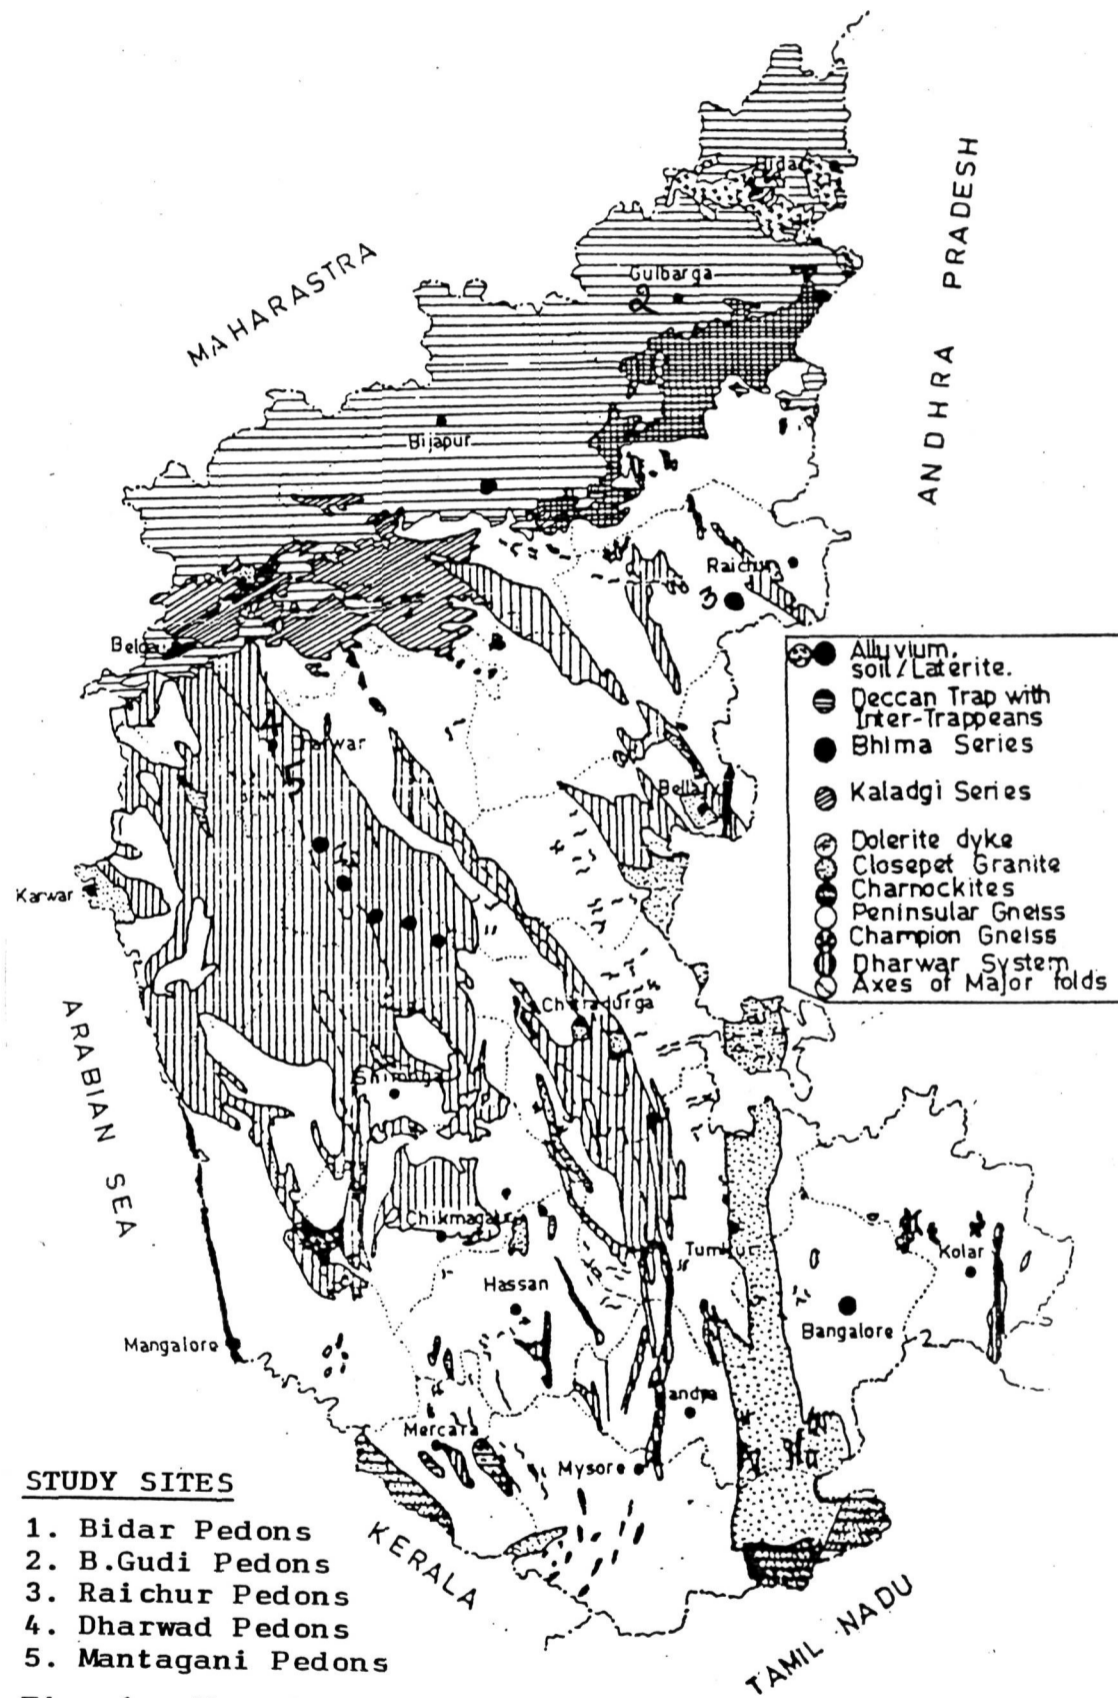 MAHARASTRA
ANDHRA PRADESH
Gulbarga
2
Bijapur
Raichur
3
Alluvium,
soil/Laterite.
Deccan Trap with
Inter-Trappeans
Bhima Series
Kaladgi Series
Dolerite dyke
Closepet Granite
Charnockites
Peninsular Gneiss
Champion Gneiss
Dharwar System
Axes of Major folds
Karwar
ARABIAN SEA
Tumkur
Kolar
Hassan
Bangalore
Mangalore
Mercara
Mysore
STUDY SITES
1. Bidar Pedons
2. B.Gudi Pedons
3. Raichur Pedons
4. Dharwad Pedons
5. Mantagani Pedons
KERALA
TAMIL NADU